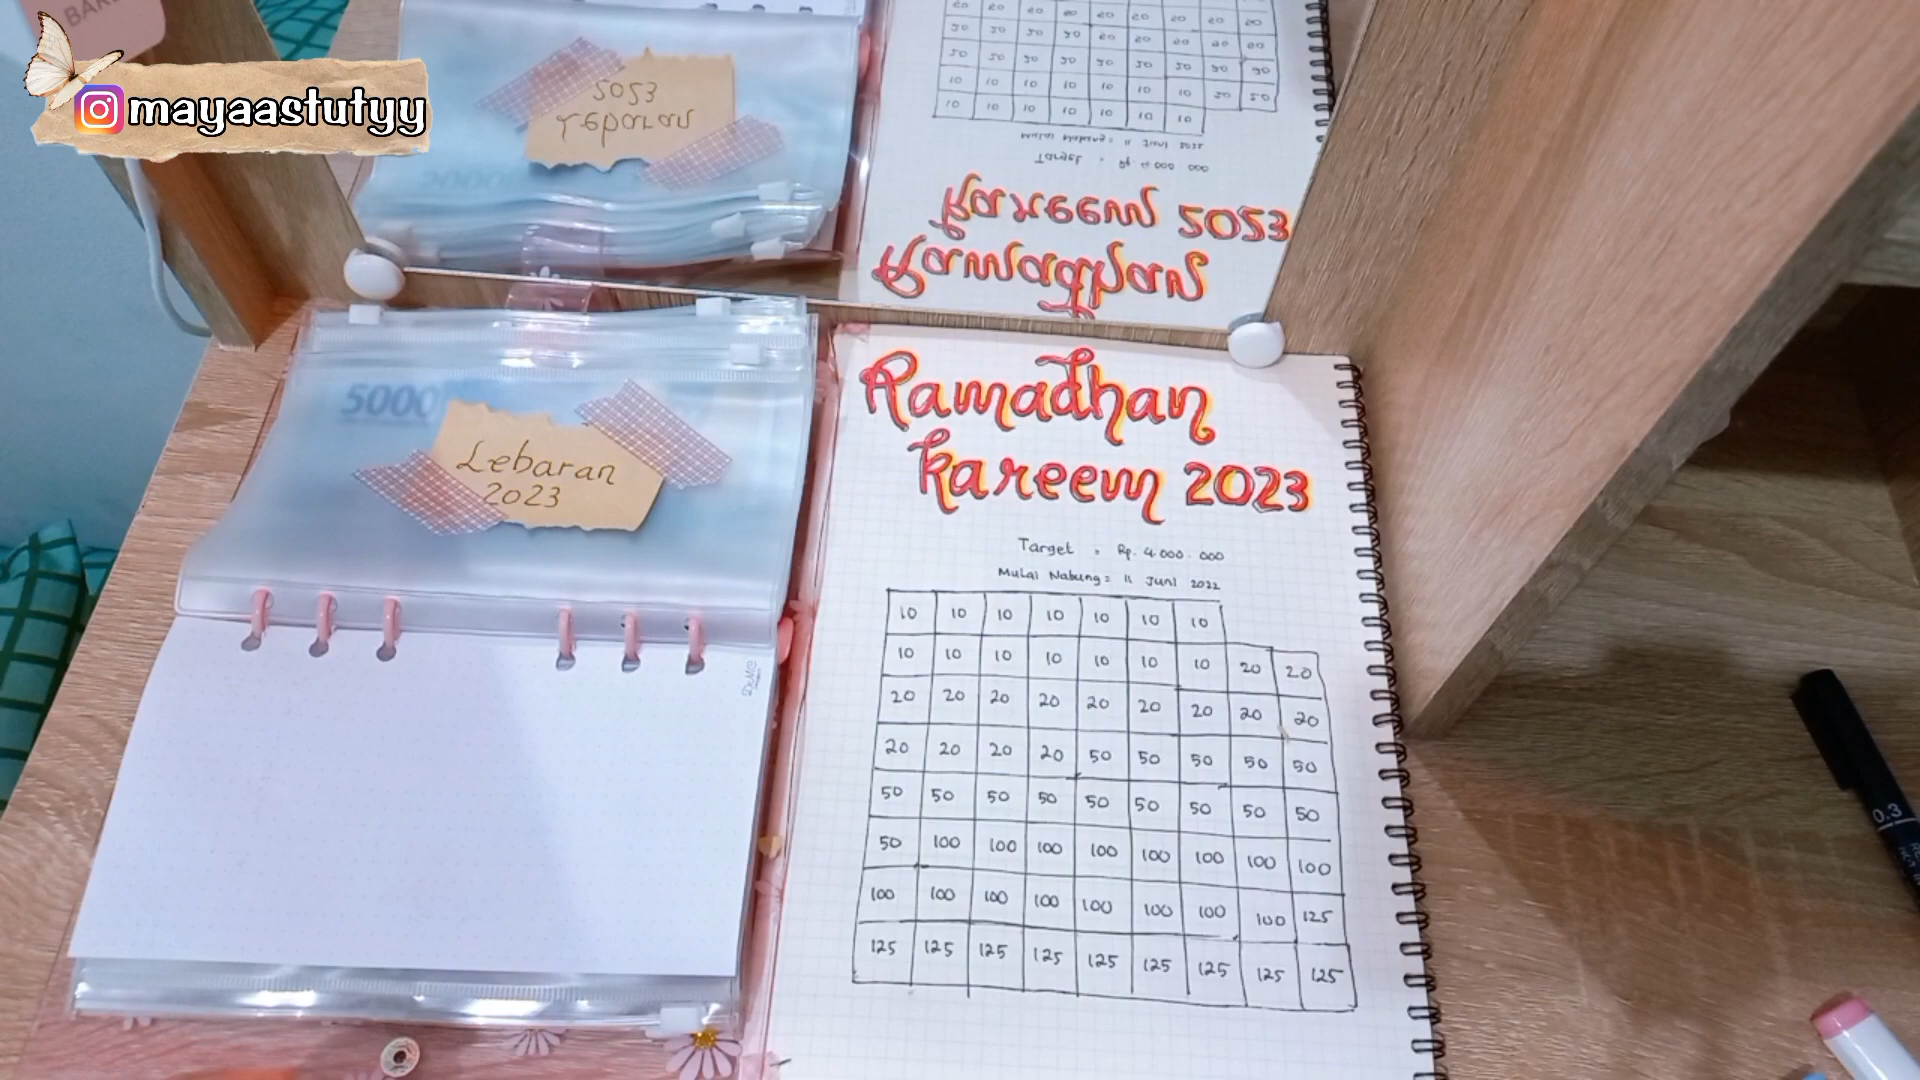 mayaastutyy
5000
Lebaran
2023
Ramadhan
Kareem 2023
Target = Rp. 4.000.000
Mulai Nabung = 11 Juni 2022
10 10 10 10 10 10 10
10 10 10 10 10 10 10 20 20
20 20 20 20 20 20 20 20 20
20 20 20 20 50 50 50 50 50
50 50 50 50 50 50 50 50 50
50 100 100 100 100 100 100 100 100
100 100 100 100 100 100 100 100 125
125 125 125 125 125 125 125 125 125
0.3